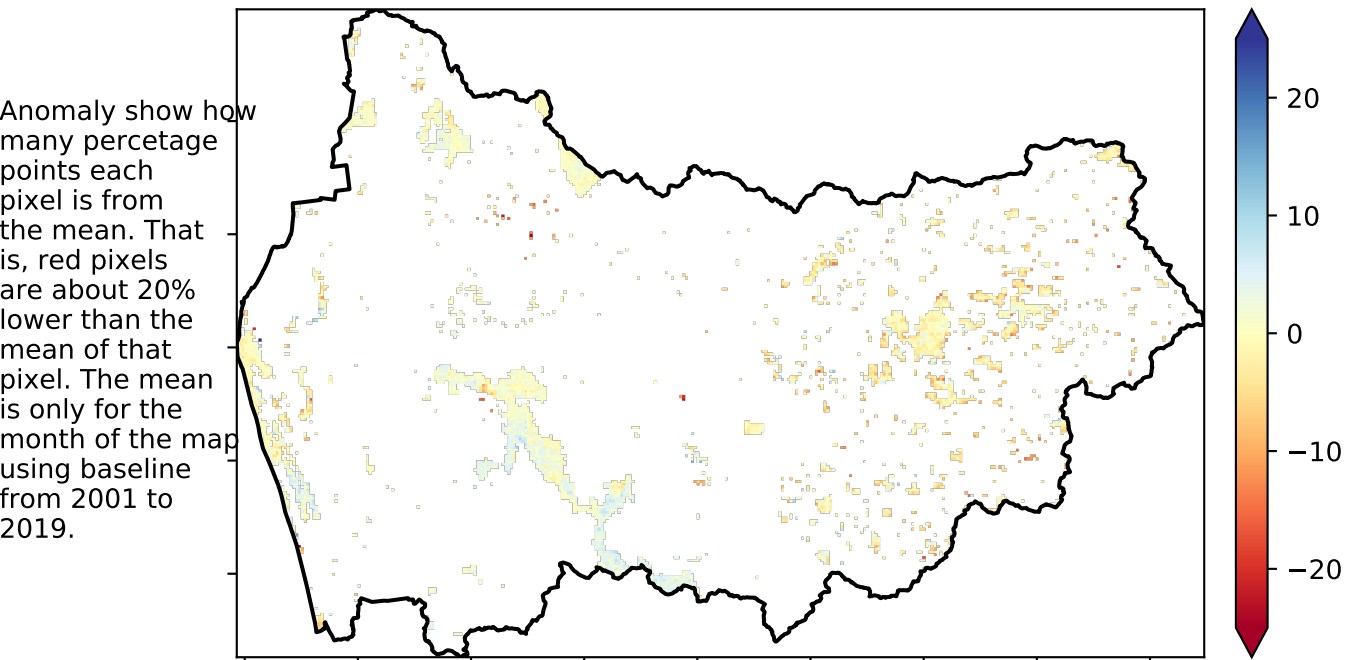 Anomaly show how
many percetage
points each
pixel is from
the mean. That
is, red pixels
are about 20%
lower than the
mean of that
pixel. The mean
is only for the
month of the map
using baseline
from 2001 to
2019.
20
10
0
−10
−20